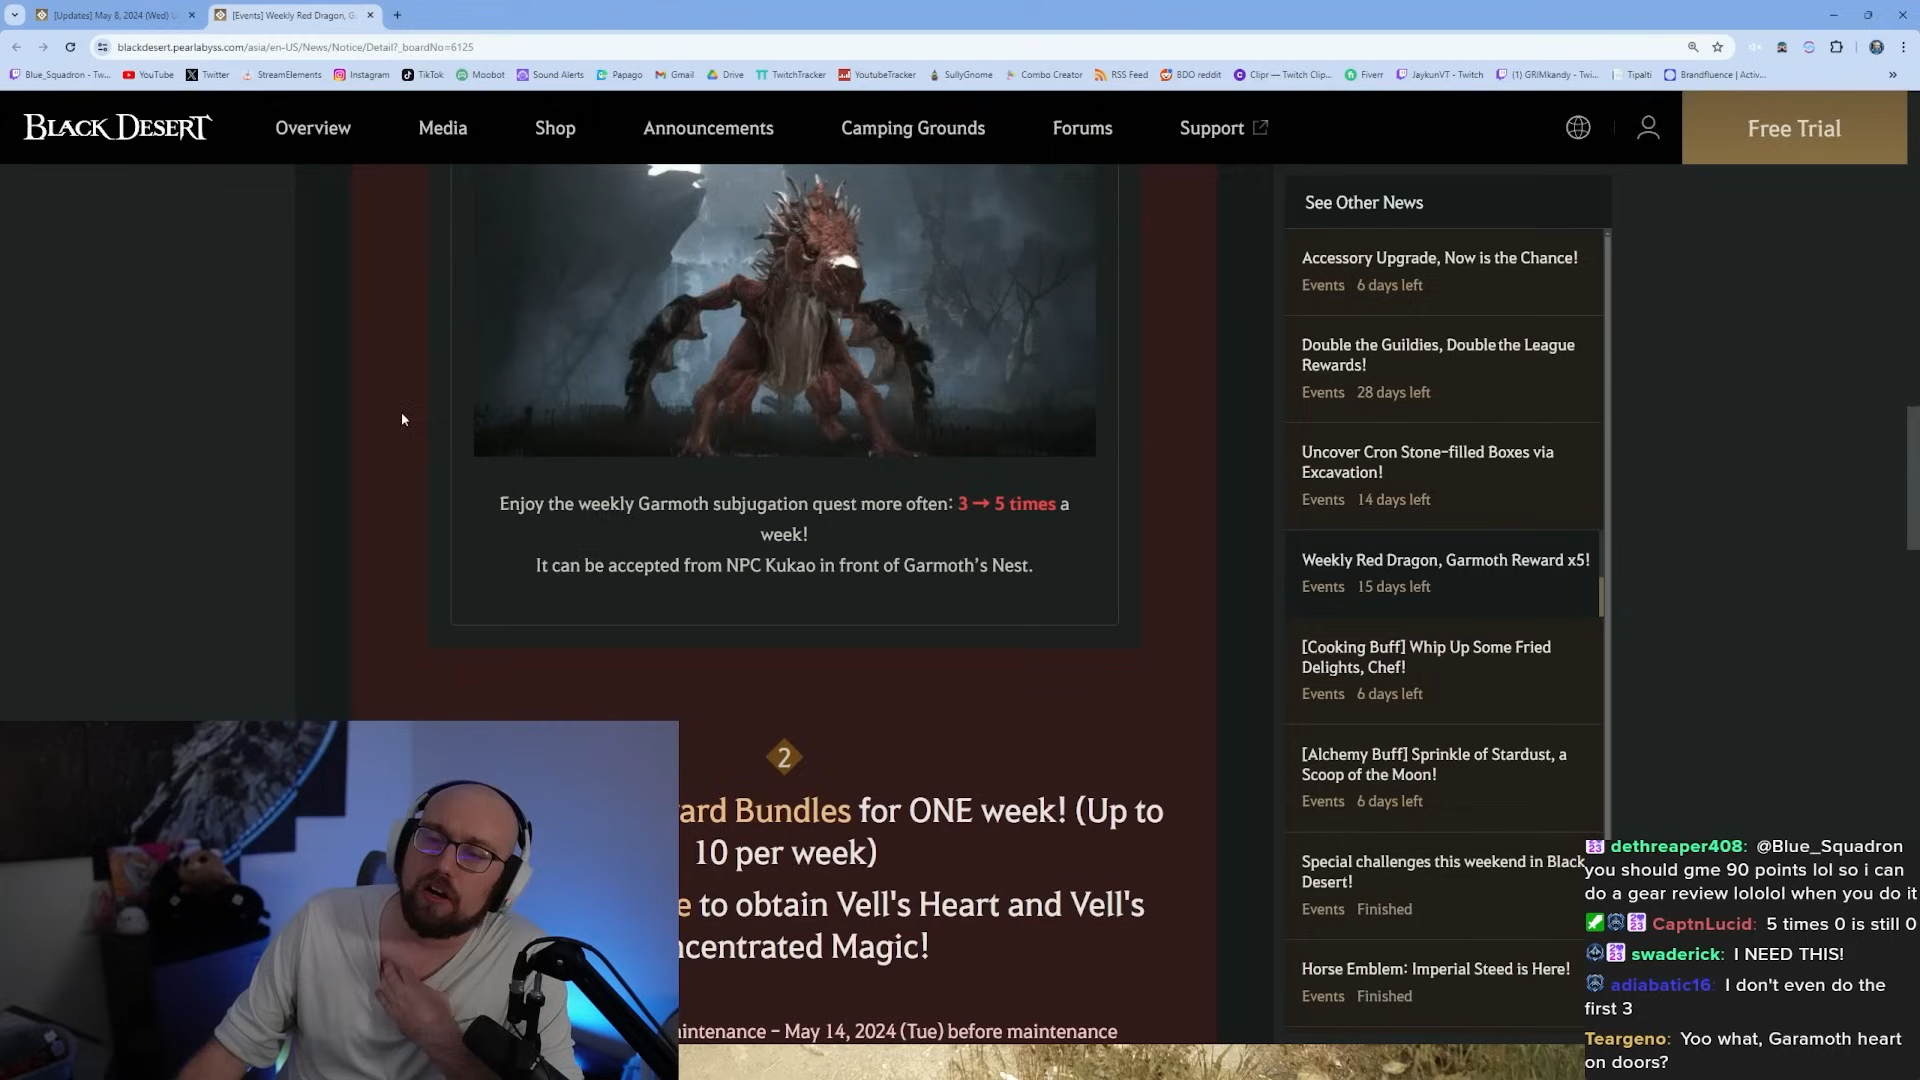 [Updates] May 8, 2024 (Wed) U
[Events] Weekly Red Dragon, G
blackdesert.pearlabyss.com/asia/en-US/News/Notice/Detail?_boardNo=6125
Blue_Squadron - Tw... YouTube Twitter StreamElements Instagram TikTok Moobot Sound Alerts Papago Gmail Drive TwitchTracker YoutubeTracker SullyGnome Combo Creator RSS Feed BDO reddit Clipr — Twitch Clip... Fiverr JaykunVT - Twitch (1) GRIMkandy - Twi... Tipalti Brandfluence | Activ...
BLACK DESERT Overview Media Shop Announcements Camping Grounds Forums Support Free Trial
Enjoy the weekly Garmoth subjugation quest more often: 3 → 5 times a
week!
It can be accepted from NPC Kukao in front of Garmoth's Nest.
2
ard Bundles for ONE week! (Up to
10 per week)
e to obtain Vell's Heart and Vell's
ncentrated Magic!
aintenance – May 14, 2024 (Tue) before maintenance
See Other News
Accessory Upgrade, Now is the Chance!
Events 6 days left
Double the Guildies, Double the League
Rewards!
Events 28 days left
Uncover Cron Stone-filled Boxes via
Excavation!
Events 14 days left
Weekly Red Dragon, Garmoth Reward x5!
Events 15 days left
[Cooking Buff] Whip Up Some Fried
Delights, Chef!
Events 6 days left
[Alchemy Buff] Sprinkle of Stardust, a
Scoop of the Moon!
Events 6 days left
Special challenges this weekend in Black
Desert!
Events Finished
Horse Emblem: Imperial Steed is Here!
Events Finished
dethreaper408: @Blue_Squadron
you should gme 90 points lol so i can
do a gear review lololol when you do it
CaptnLucid: 5 times 0 is still 0
swaderick: I NEED THIS!
adiabatic16: I don't even do the
first 3
Teargeno: Yoo what, Garamoth heart
on doors?